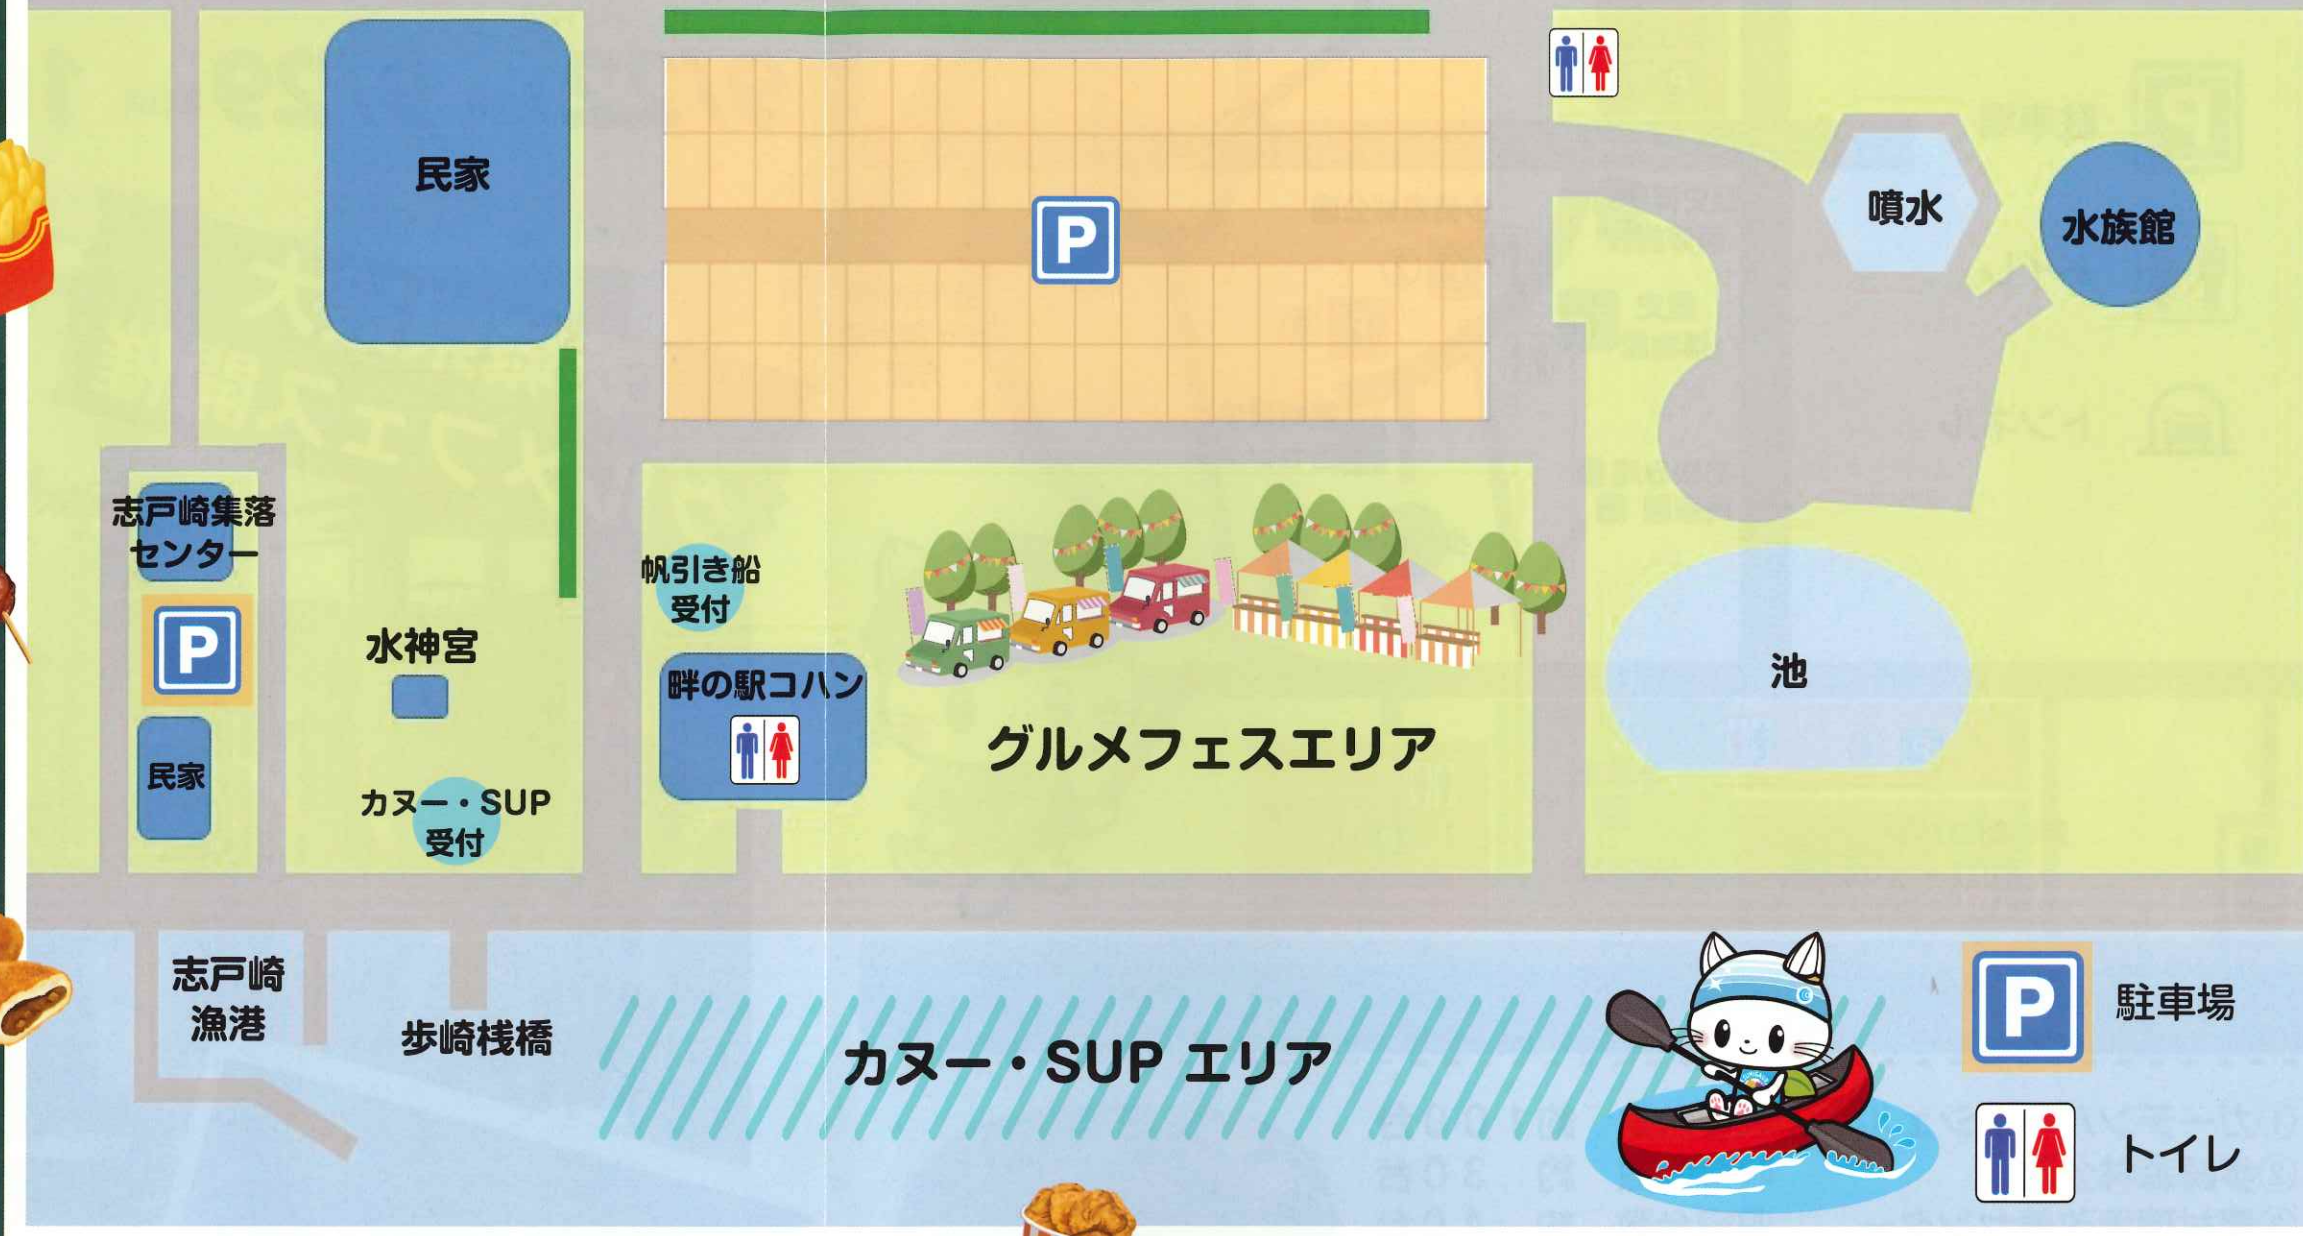 民家
P
噴水
水族館
志戸崎集落
センター
P
民家
水神宮
カヌー・SUP
受付
帆引き船
受付
畔の駅コハン
グルメフェスエリア
池
志戸崎
漁港
歩崎桟橋
カヌー・SUP エリア
P
駐車場
トイレ